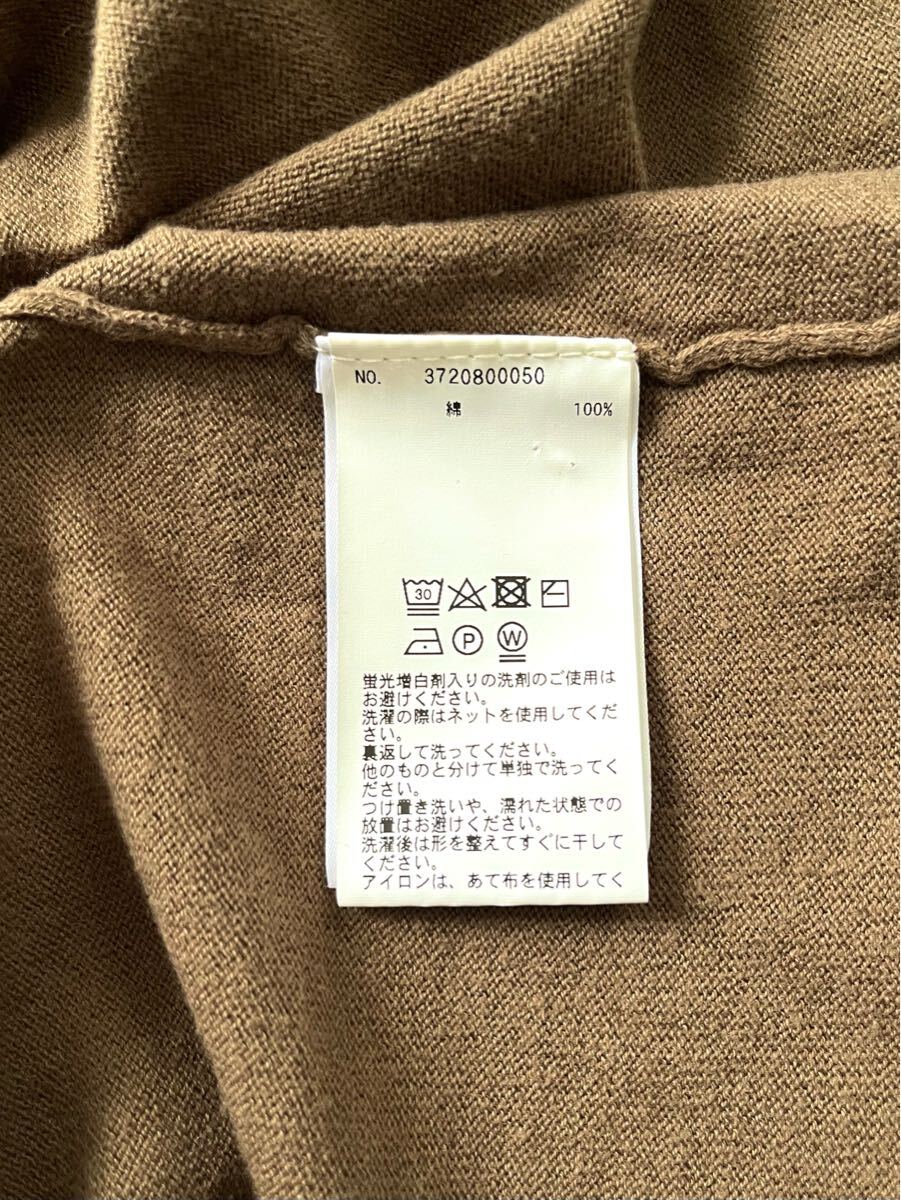 NO. 3720800050
綿 100%
30
P W
蛍光増白剤入りの洗剤のご使用は
お避けください。
洗濯の際はネットを使用してくだ
さい。
裏返して洗ってください。
他のものと分けて単独で洗ってく
ださい。
つけ置き洗いや、濡れた状態での
放置はお避けください。
洗濯後は形を整えてすぐに干して
ください。
アイロンは、あて布を使用してく